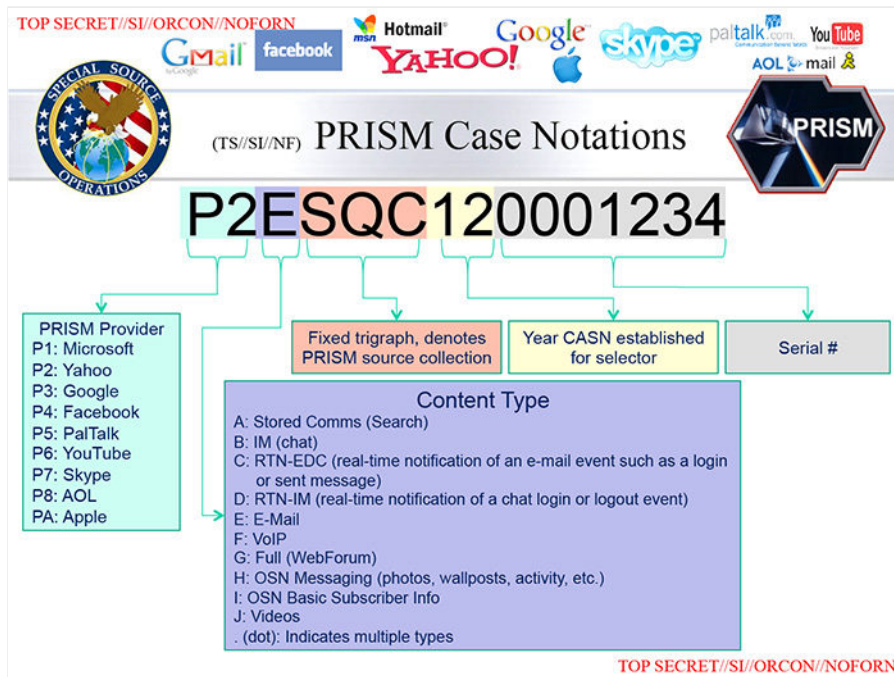 TOP SECRET//SI//ORCON//NOFORN
Gmail
by Google
facebook
msn Hotmail
YAHOO!
Google
skype
paltalk.com
YouTube
AOL mail
SPECIAL SOURCE
OPERATIONS
(TS//SI//NF) PRISM Case Notations
PRISM
P2ESQC120001234
PRISM Provider
P1: Microsoft
P2: Yahoo
P3: Google
P4: Facebook
P5: PalTalk
P6: YouTube
P7: Skype
P8: AOL
PA: Apple
Fixed trigraph, denotes
PRISM source collection
Year CASN established
for selector
Serial #
Content Type
A: Stored Comms (Search)
B: IM (chat)
C: RTN-EDC (real-time notification of an e-mail event such as a login
or sent message)
D: RTN-IM (real-time notification of a chat login or logout event)
E: E-Mail
F: VoIP
G: Full (WebForum)
H: OSN Messaging (photos, wallposts, activity, etc.)
I: OSN Basic Subscriber Info
J: Videos
. (dot): Indicates multiple types
TOP SECRET//SI//ORCON//NOFORN